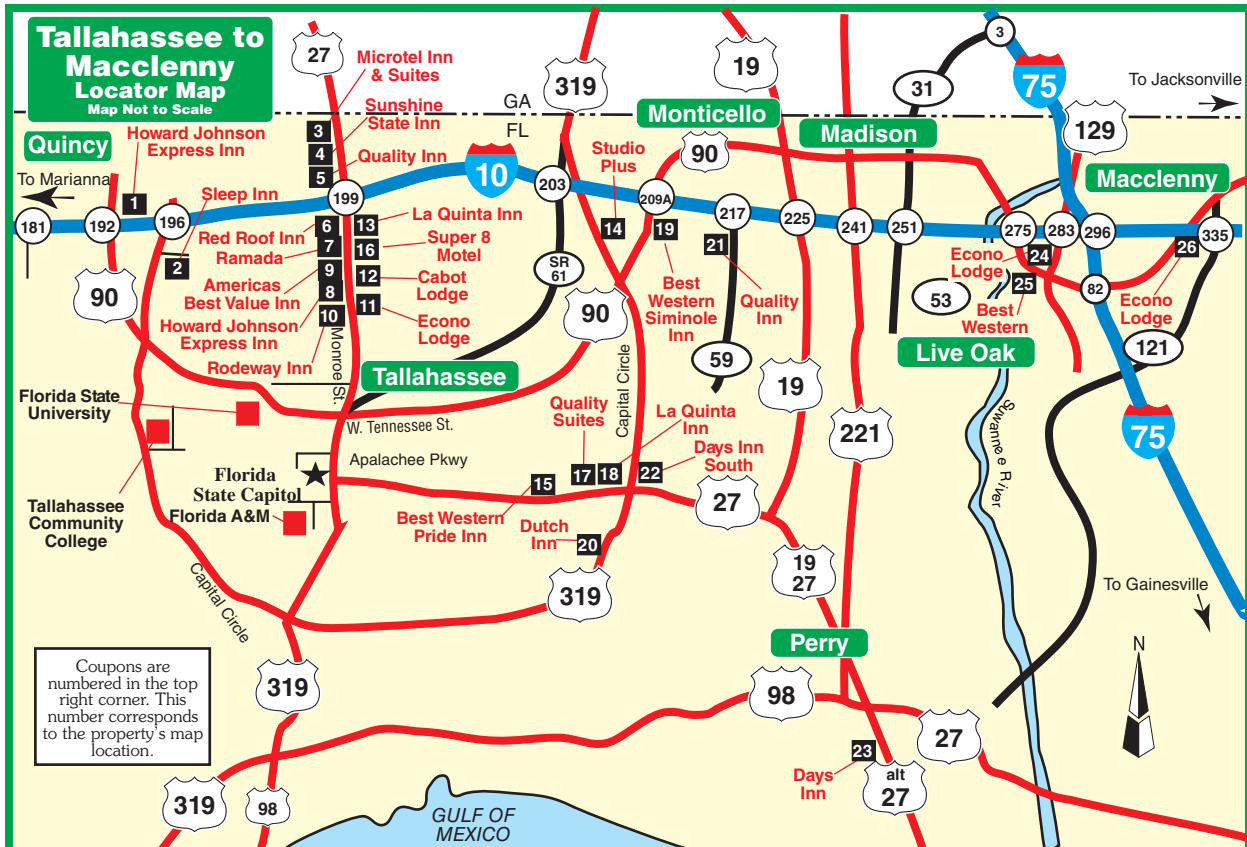 Tallahassee to
Macclenny
Locator Map
Map Not to Scale
27
Microtel Inn
& Suites
Sunshine
State Inn
Quality Inn
3
4
5
319
GA
FL
19
Monticello
90
Madison
31
3
75
To Jacksonville
129
Macclenny
Quincy
Howard Johnson
Express Inn
To Marianna
1
Sleep Inn
2
10
181
192
196
199
203
209A
217
225
241
251
275
283
296
335
Studio
Plus
14
19
21
6
7
9
8
10
13
16
12
11
Red Roof Inn
Ramada
Americas
Best Value Inn
Howard Johnson
Express Inn
Rodeway Inn
La Quinta Inn
Super 8
Motel
Cabot
Lodge
Econo
Lodge
SR
61
90
90
Best
Western
Siminole
Inn
Quality
Inn
59
53
Econo
Lodge
24
25
Best
Western
82
26
Econo
Lodge
121
Live Oak
Monroe St.
Tallahassee
Capital Circle
19
221
75
Florida State
University
W. Tennessee St.
Quality
Suites
La Quinta
Inn
Days Inn
South
Apalachee Pkwy
15
17
18
22
27
Florida
State Capitol
Florida A&M
Tallahassee
Community
College
Best Western
Pride Inn
Dutch
Inn
20
19
27
319
Suwannee River
To Gainesville
Capital Circle
Perry
N
Coupons are
numbered in the top
right corner. This
number corresponds
to the property's map
location.
319
98
27
23
Days
Inn
alt
27
319
98
GULF OF
MEXICO